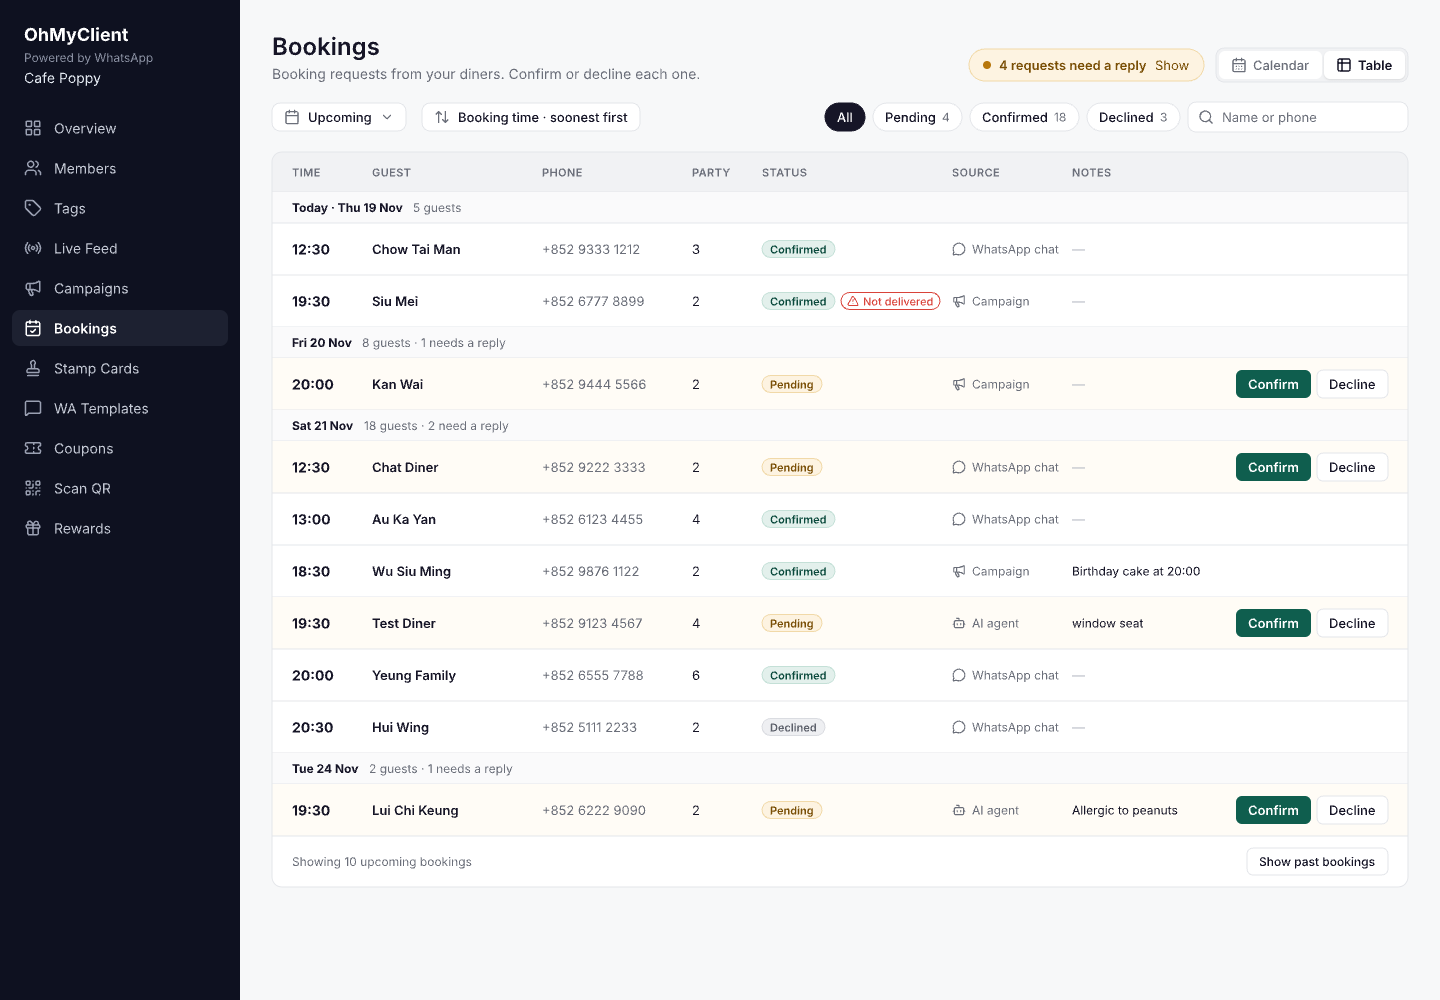 OhMyClient
Powered by WhatsApp
Cafe Poppy
Overview
Members
Tags
Live Feed
Campaigns
Bookings
Stamp Cards
WA Templates
Coupons
Scan QR
Rewards
Bookings
Booking requests from your diners. Confirm or decline each one.
4 requests need a reply Show
Calendar Table
Upcoming Booking time · soonest first All Pending 4 Confirmed 18 Declined 3 Name or phone
TIME GUEST PHONE PARTY STATUS SOURCE NOTES
Today · Thu 19 Nov 5 guests
12:30 Chow Tai Man +852 9333 1212 3 Confirmed WhatsApp chat —
19:30 Siu Mei +852 6777 8899 2 Confirmed Not delivered Campaign —
Fri 20 Nov 8 guests · 1 needs a reply
20:00 Kan Wai +852 9444 5566 2 Pending Campaign — Confirm Decline
Sat 21 Nov 18 guests · 2 need a reply
12:30 Chat Diner +852 9222 3333 2 Pending WhatsApp chat — Confirm Decline
13:00 Au Ka Yan +852 6123 4455 4 Confirmed WhatsApp chat —
18:30 Wu Siu Ming +852 9876 1122 2 Confirmed Campaign Birthday cake at 20:00
19:30 Test Diner +852 9123 4567 4 Pending AI agent window seat Confirm Decline
20:00 Yeung Family +852 6555 7788 6 Confirmed WhatsApp chat —
20:30 Hui Wing +852 5111 2233 2 Declined WhatsApp chat —
Tue 24 Nov 2 guests · 1 needs a reply
19:30 Lui Chi Keung +852 6222 9090 2 Pending AI agent Allergic to peanuts Confirm Decline
Showing 10 upcoming bookings Show past bookings